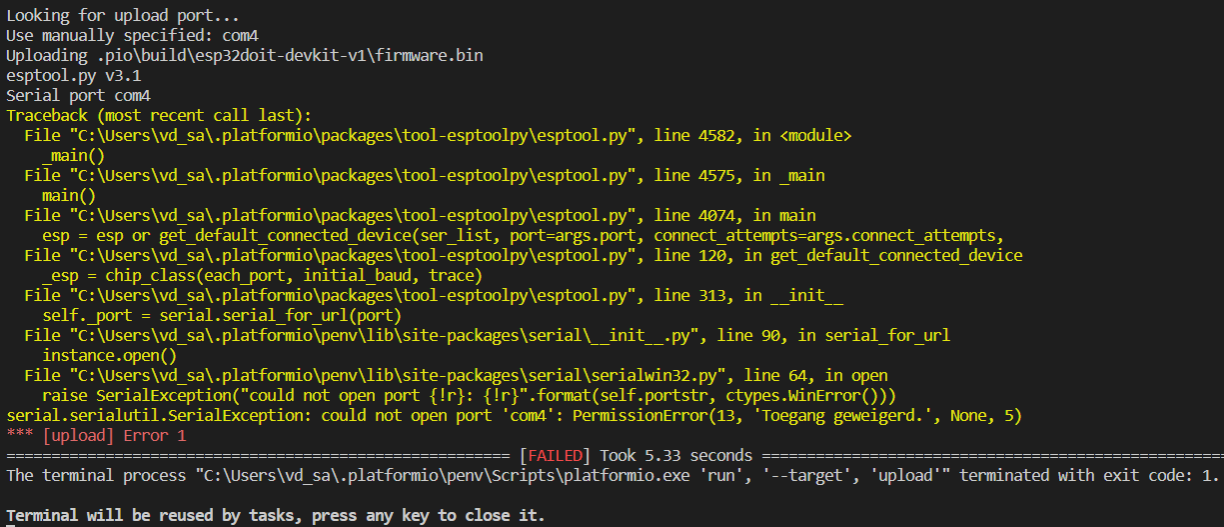 Looking for upload port...
Use manually specified: com4
Uploading .pio\build\esp32doit-devkit-v1\firmware.bin
esptool.py v3.1
Serial port com4
Traceback (most recent call last):
  File "C:\Users\vd_sa\.platformio\packages\tool-esptoolpy\esptool.py", line 4582, in <module>
    _main()
  File "C:\Users\vd_sa\.platformio\packages\tool-esptoolpy\esptool.py", line 4575, in _main
    main()
  File "C:\Users\vd_sa\.platformio\packages\tool-esptoolpy\esptool.py", line 4074, in main
    esp = esp or get_default_connected_device(ser_list, port=args.port, connect_attempts=args.connect_attempts,
  File "C:\Users\vd_sa\.platformio\packages\tool-esptoolpy\esptool.py", line 120, in get_default_connected_device
    _esp = chip_class(each_port, initial_baud, trace)
  File "C:\Users\vd_sa\.platformio\packages\tool-esptoolpy\esptool.py", line 313, in __init__
    self._port = serial.serial_for_url(port)
  File "C:\Users\vd_sa\.platformio\penv\lib\site-packages\serial\__init__.py", line 90, in serial_for_url
    instance.open()
  File "C:\Users\vd_sa\.platformio\penv\lib\site-packages\serial\serialwin32.py", line 64, in open
    raise SerialException("could not open port {!r}: {!r}".format(self.portstr, ctypes.WinError()))
serial.serialutil.SerialException: could not open port 'com4': PermissionError(13, 'Toegang geweigerd.', None, 5)
*** [upload] Error 1
======================================================== [FAILED] Took 5.33 seconds ========================================================
The terminal process "C:\Users\vd_sa\.platformio\penv\Scripts\platformio.exe 'run', '--target', 'upload'" terminated with exit code: 1.
Terminal will be reused by tasks, press any key to close it.